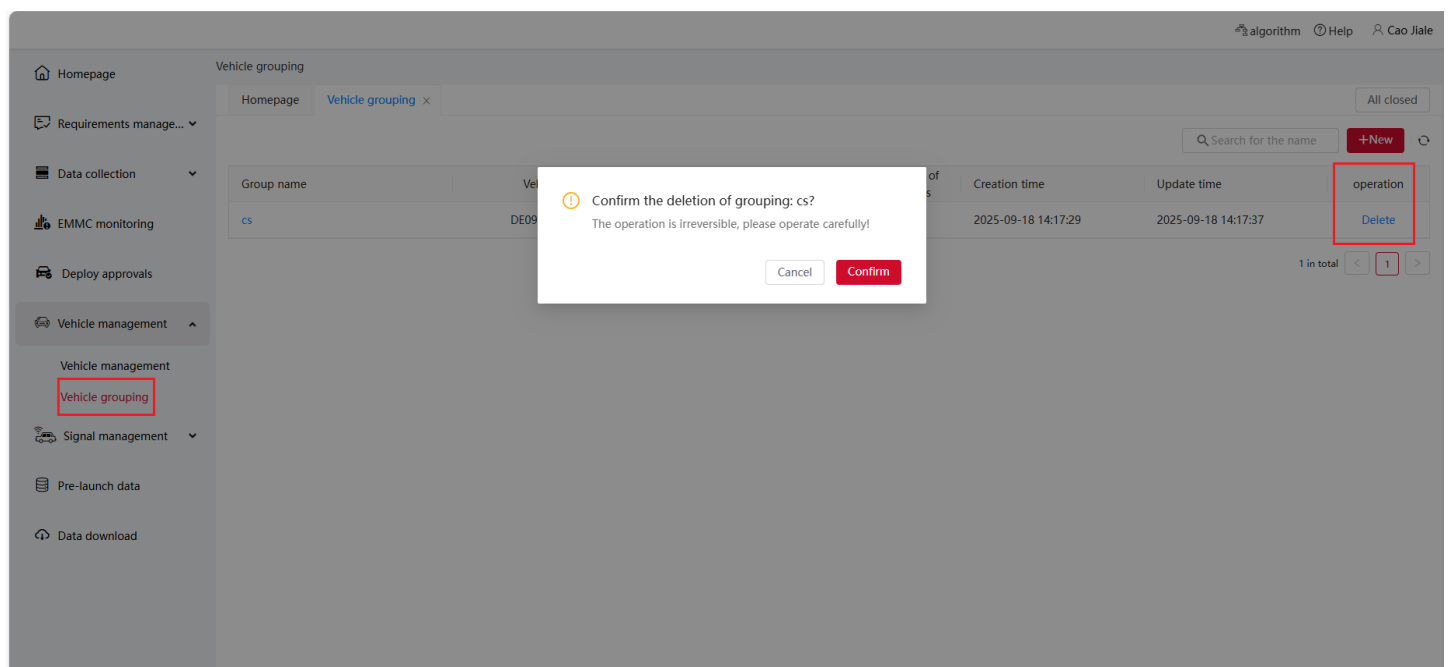 algorithm Help Cao Jiale
Homepage
Requirements manage...
Data collection
EMMC monitoring
Deploy approvals
Vehicle management
Vehicle management
Vehicle grouping
Signal management
Pre-launch data
Data download
Vehicle grouping
Homepage Vehicle grouping × All closed
Search for the name +New
Group name of Creation time Update time operation
cs 2025-09-18 14:17:29 2025-09-18 14:17:37 Delete
1 in total < 1 >
Confirm the deletion of grouping: cs?
The operation is irreversible, please operate carefully!
Cancel Confirm